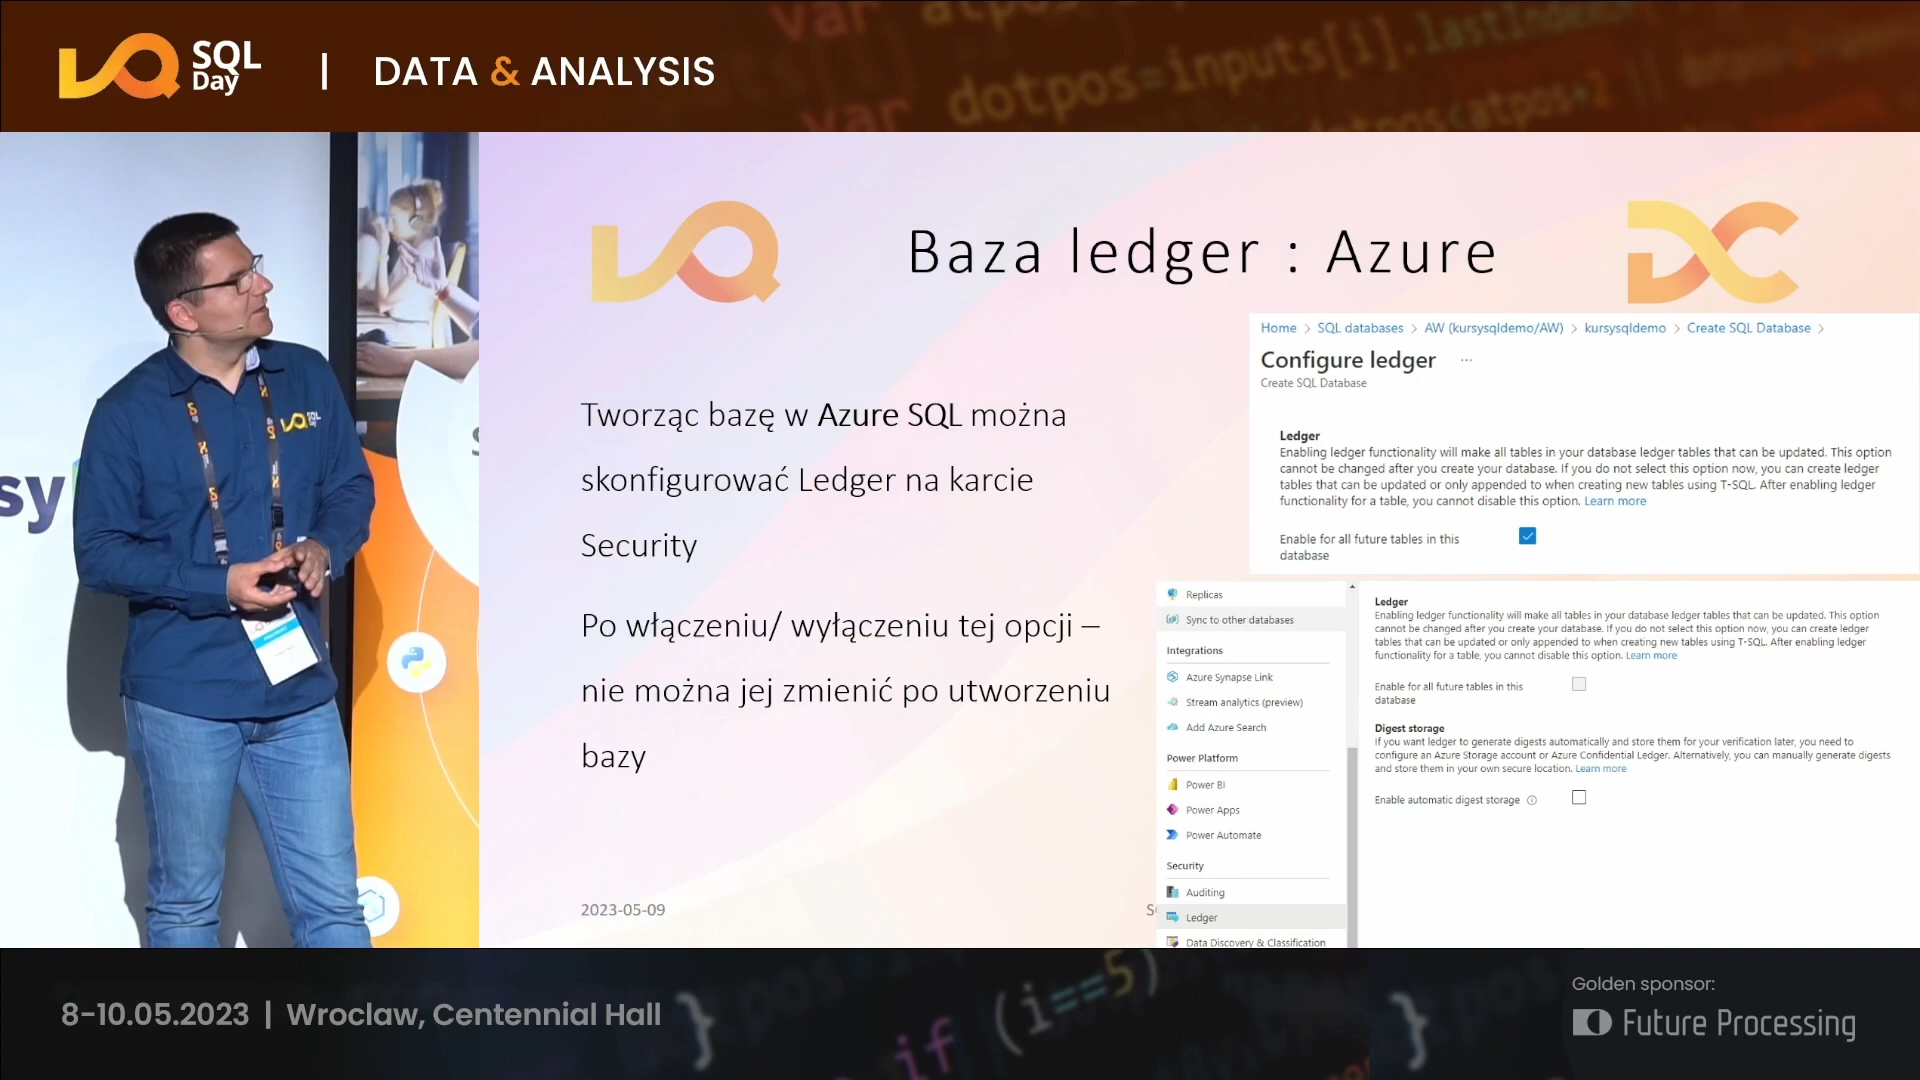 SQL
Day
| DATA & ANALYSIS
var
dotpos=inputs[i].lastIndex
var
sy
SQL
Day
Baza ledger : Azure
Tworząc bazę w Azure SQL można
skonfigurować Ledger na karcie
Security
Po włączeniu/ wyłączeniu tej opcji –
nie można jej zmienić po utworzeniu
bazy
2023-05-09
Home > SQL databases > AW (kursysqldemo/AW) > kursysqldemo > Create SQL Database >
Configure ledger ...
Create SQL Database
Ledger
Enabling ledger functionality will make all tables in your database ledger tables that can be updated. This option
cannot be changed after you create your database. If you do not select this option now, you can create ledger
tables that can be updated or only appended to when creating new tables using T-SQL. After enabling ledger
functionality for a table, you cannot disable this option. Learn more
Enable for all future tables in this
database
Replicas
Sync to other databases
Integrations
Azure Synapse Link
Stream analytics (preview)
Add Azure Search
Power Platform
Power BI
Power Apps
Power Automate
Security
Auditing
Ledger
Data Discovery & Classification
Ledger
Enabling ledger functionality will make all tables in your database ledger tables that can be updated. This option
cannot be changed after you create your database. If you do not select this option now, you can create ledger
tables that can be updated or only appended to when creating new tables using T-SQL. After enabling ledger
functionality for a table, you cannot disable this option. Learn more
Enable for all future tables in this
database
Digest storage
If you want ledger to generate digests automatically and store them for your verification later, you need to
configure an Azure Storage account or Azure Confidential Ledger. Alternatively, you can manually generate digests
and store them in your own secure location. Learn more
Enable automatic digest storage
8-10.05.2023 | Wroclaw, Centennial Hall
} if (i==5) }
Golden sponsor:
Future Processing